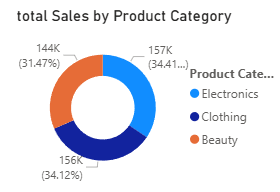 total Sales by Product Category
144K
(31.47%)
157K
(34.41...)
Product Cate...
Electronics
Clothing
Beauty
156K
(34.12%)